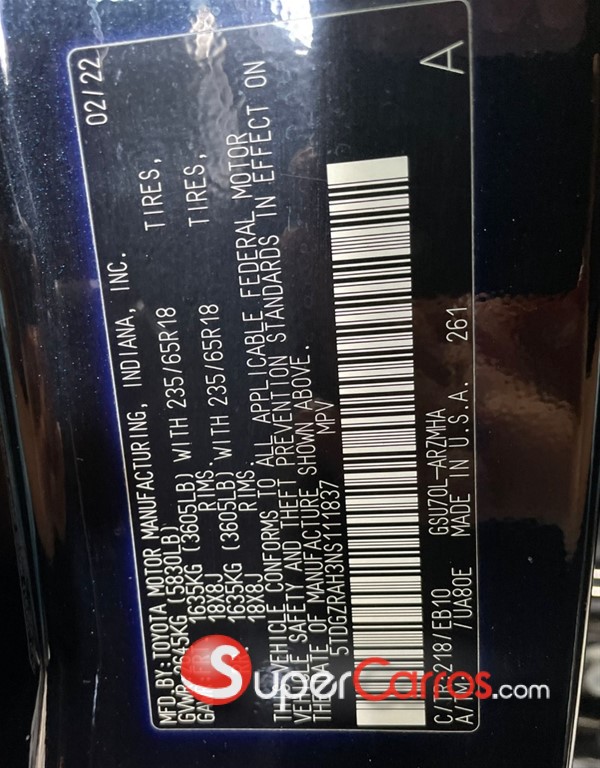 MFD. BY: TOYOTA MOTOR MANUFACTURING, INDIANA, INC. 02/22
GVWR 2645KG (5830LB)
1635KG (3605LB) WITH 235/65R18 TIRES,
18X8J RIMS.
1635KG (3605LB) WITH 235/65R18 TIRES,
18X8J RIMS.
VEHICLE CONFORMS TO ALL APPLICABLE FEDERAL MOTOR
VEHICLE SAFETY AND THEFT PREVENTION STANDARDS IN EFFECT ON
THE DATE OF MANUFACTURE SHOWN ABOVE.
5TDGZRAH3NS111837 MPV
A
C/TR: 218/EB10 GSU70L-ARZMHA
/UA80E MADE IN U.S.A. 261
SuperCarros.com